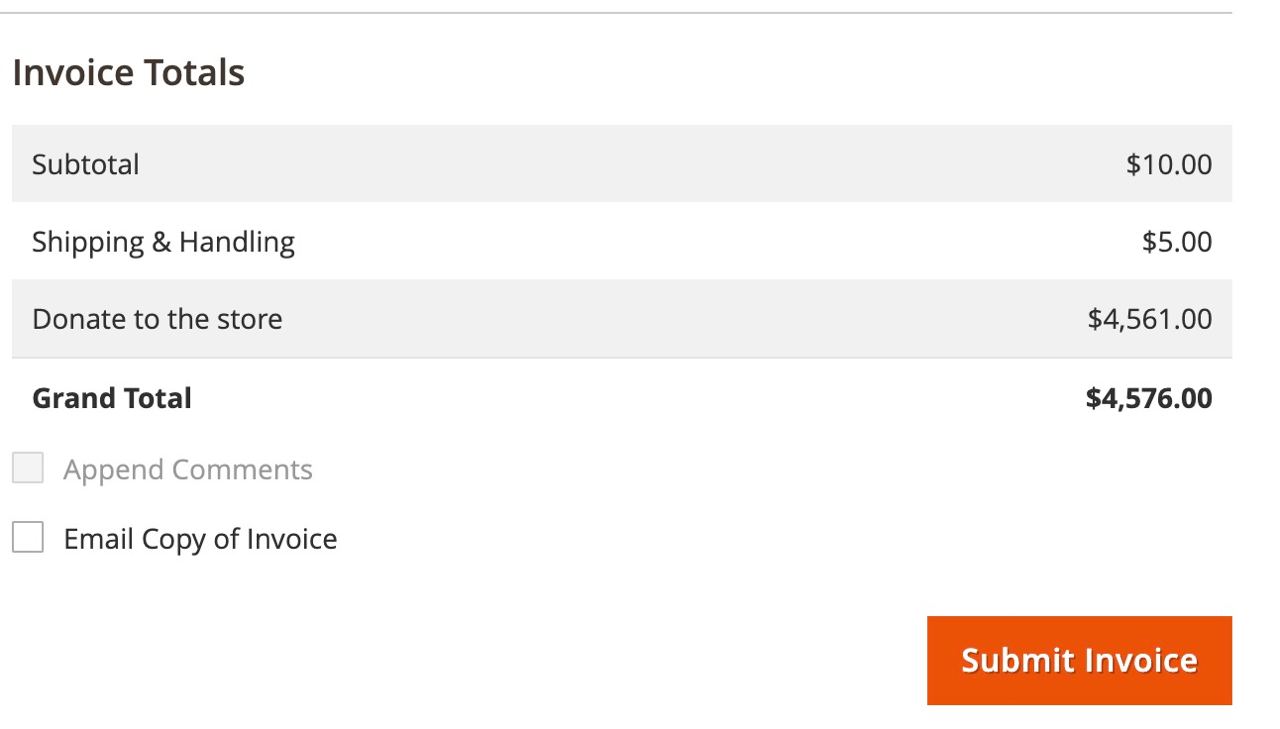 Invoice Totals
Subtotal $10.00
Shipping & Handling $5.00
Donate to the store $4,561.00
Grand Total $4,576.00
Append Comments
Email Copy of Invoice
Submit Invoice